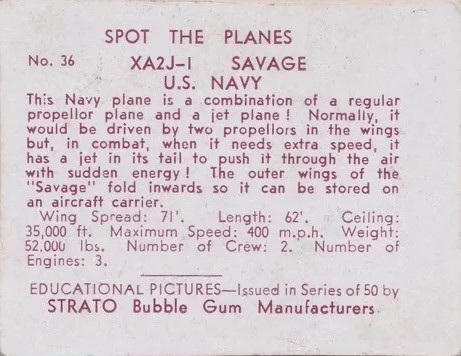 SPOT THE PLANES
No. 36 XA2J-1 SAVAGE
U.S. NAVY
This Navy plane is a combination of a regular
propellor plane and a jet plane! Normally, it
would be driven by two propellors in the wings
but, in combat, when it needs extra speed, it
has a jet in its tail to push it through the air
with sudden energy! The outer wings of the
"Savage" fold inwards so it can be stored on
an aircraft carrier.
Wing Spread: 71'. Length: 62'. Ceiling:
35,000 ft. Maximum Speed: 400 m.p.h. Weight:
52,000 lbs. Number of Crew: 2. Number of
Engines: 3.
EDUCATIONAL PICTURES—Issued in Series of 50 by
STRATO Bubble Gum Manufacturers.